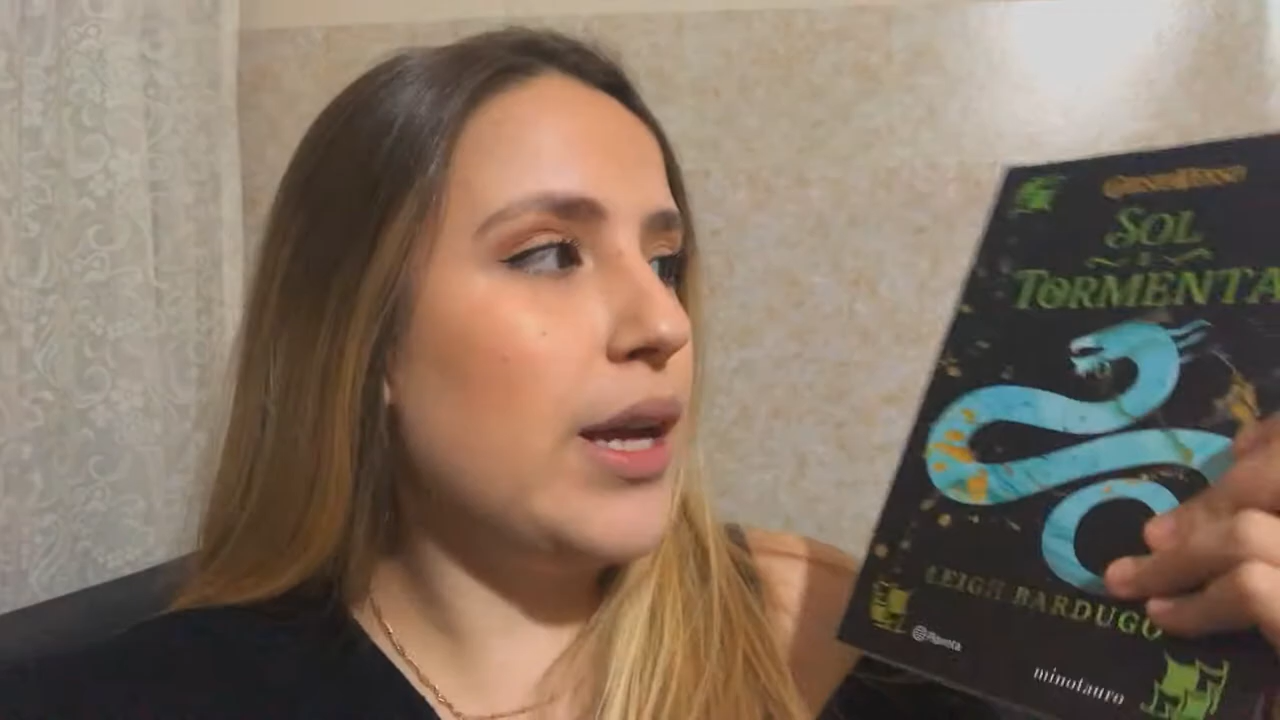 SOL
Y
TORMENTA
LEIGH BARDUGO
Planeta
minotauro